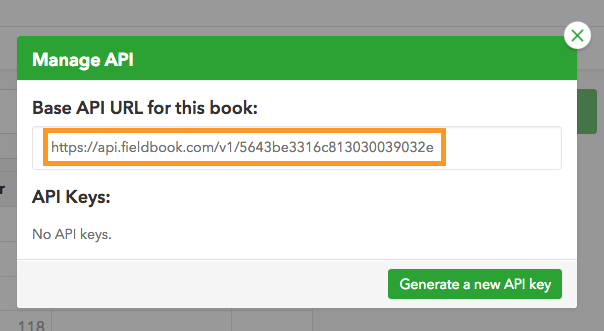 Manage API
Base API URL for this book:
https://api.fieldbook.com/v1/5643be3316c813030039032e
r
API Keys:
No API keys.
Generate a new API key
118